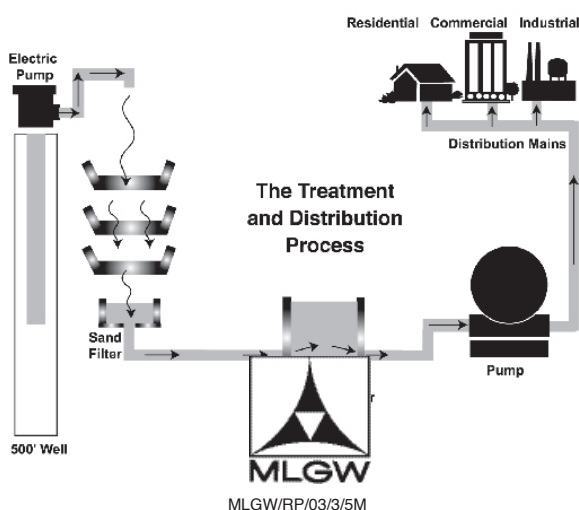 Residential Commercial Industrial
Electric
Pump
Distribution Mains
The Treatment
and Distribution
Process
Sand
Filter
Pump
500' Well
MLGW
MLGW/RP/03/3/5M